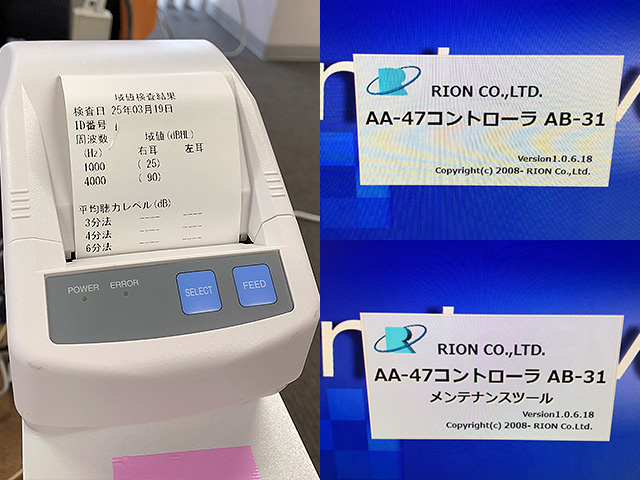 域値検査結果
検査日 25年03月19日
ID番号
周波数 域値(dBHL)
(Hz) 右耳 左耳
1000 ( 25)
4000 ( 90)
平均聴力レベル(dB)
3分法 ---- ----
4分法 ---- ----
6分法 ---- ----
POWER ERROR
SELECT
FEED
RION CO.,LTD.
AA-47コントローラ AB-31
Version1.0.6.18
Copyright(c) 2008- RION Co.,Ltd.
RION CO.,LTD.
AA-47コントローラ AB-31
メンテナンスツール
Version1.0.6.18
Copyright(c) 2008- RION Co.,Ltd.